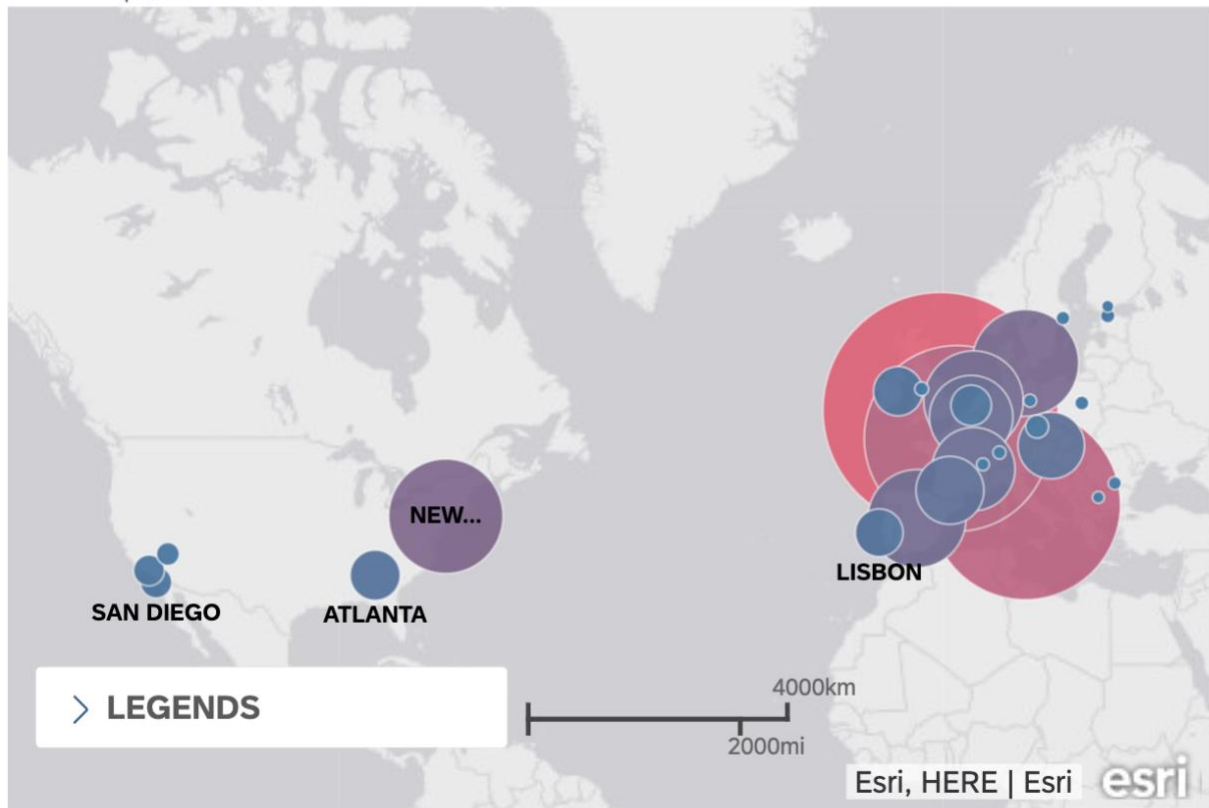 NEW...
LISBON
SAN DIEGO
ATLANTA
LEGENDS
4000km
2000mi
Esri, HERE | Esri
esri